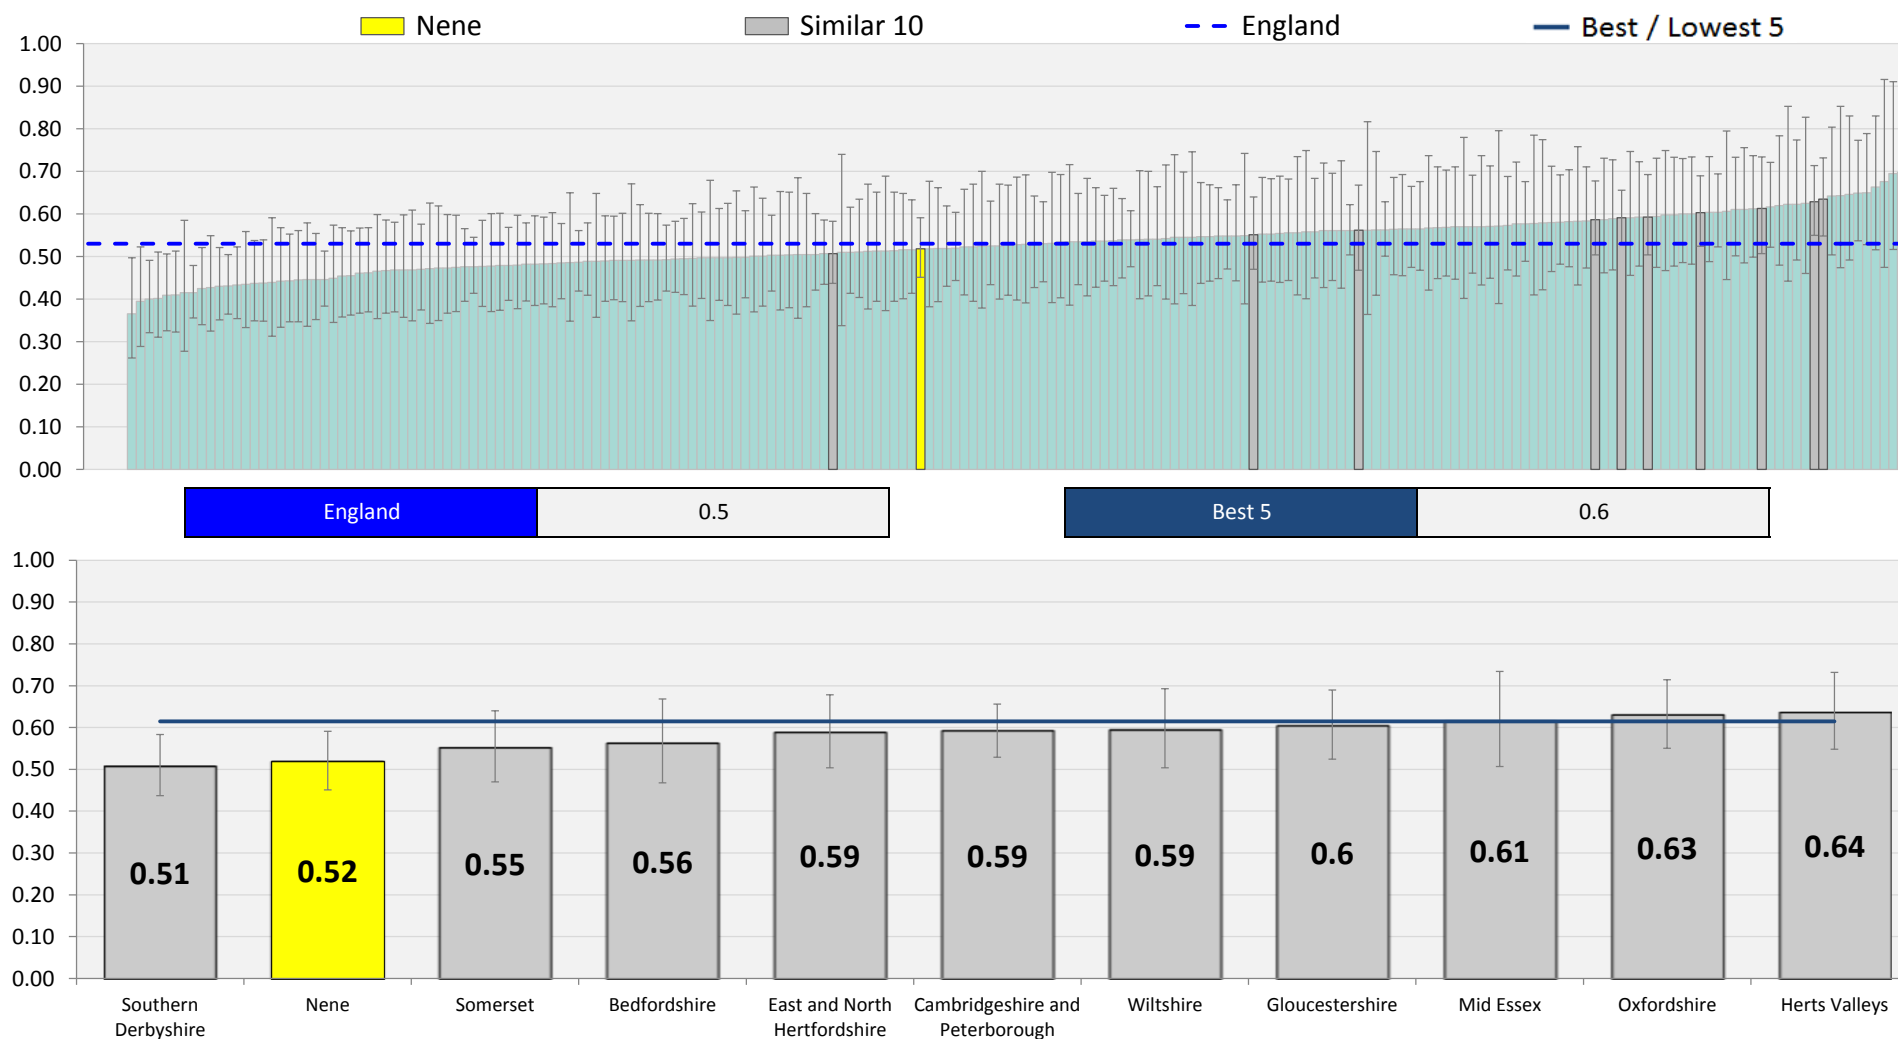 Nene
Similar 10
England
Best / Lowest 5
1.00
0.90
0.80
0.70
0.60
0.50
0.40
0.30
0.20
0.10
0.00
England 0.5 Best 5 0.6
1.00
0.90
0.80
0.70
0.60
0.50
0.40
0.30
0.20
0.10
0.00
0.51 0.52 0.55 0.56 0.59 0.59 0.59 0.6 0.61 0.63 0.64
Southern
Derbyshire
Nene
Somerset
Bedfordshire
East and North
Hertfordshire
Cambridgeshire and
Peterborough
Wiltshire
Gloucestershire
Mid Essex
Oxfordshire
Herts Valleys